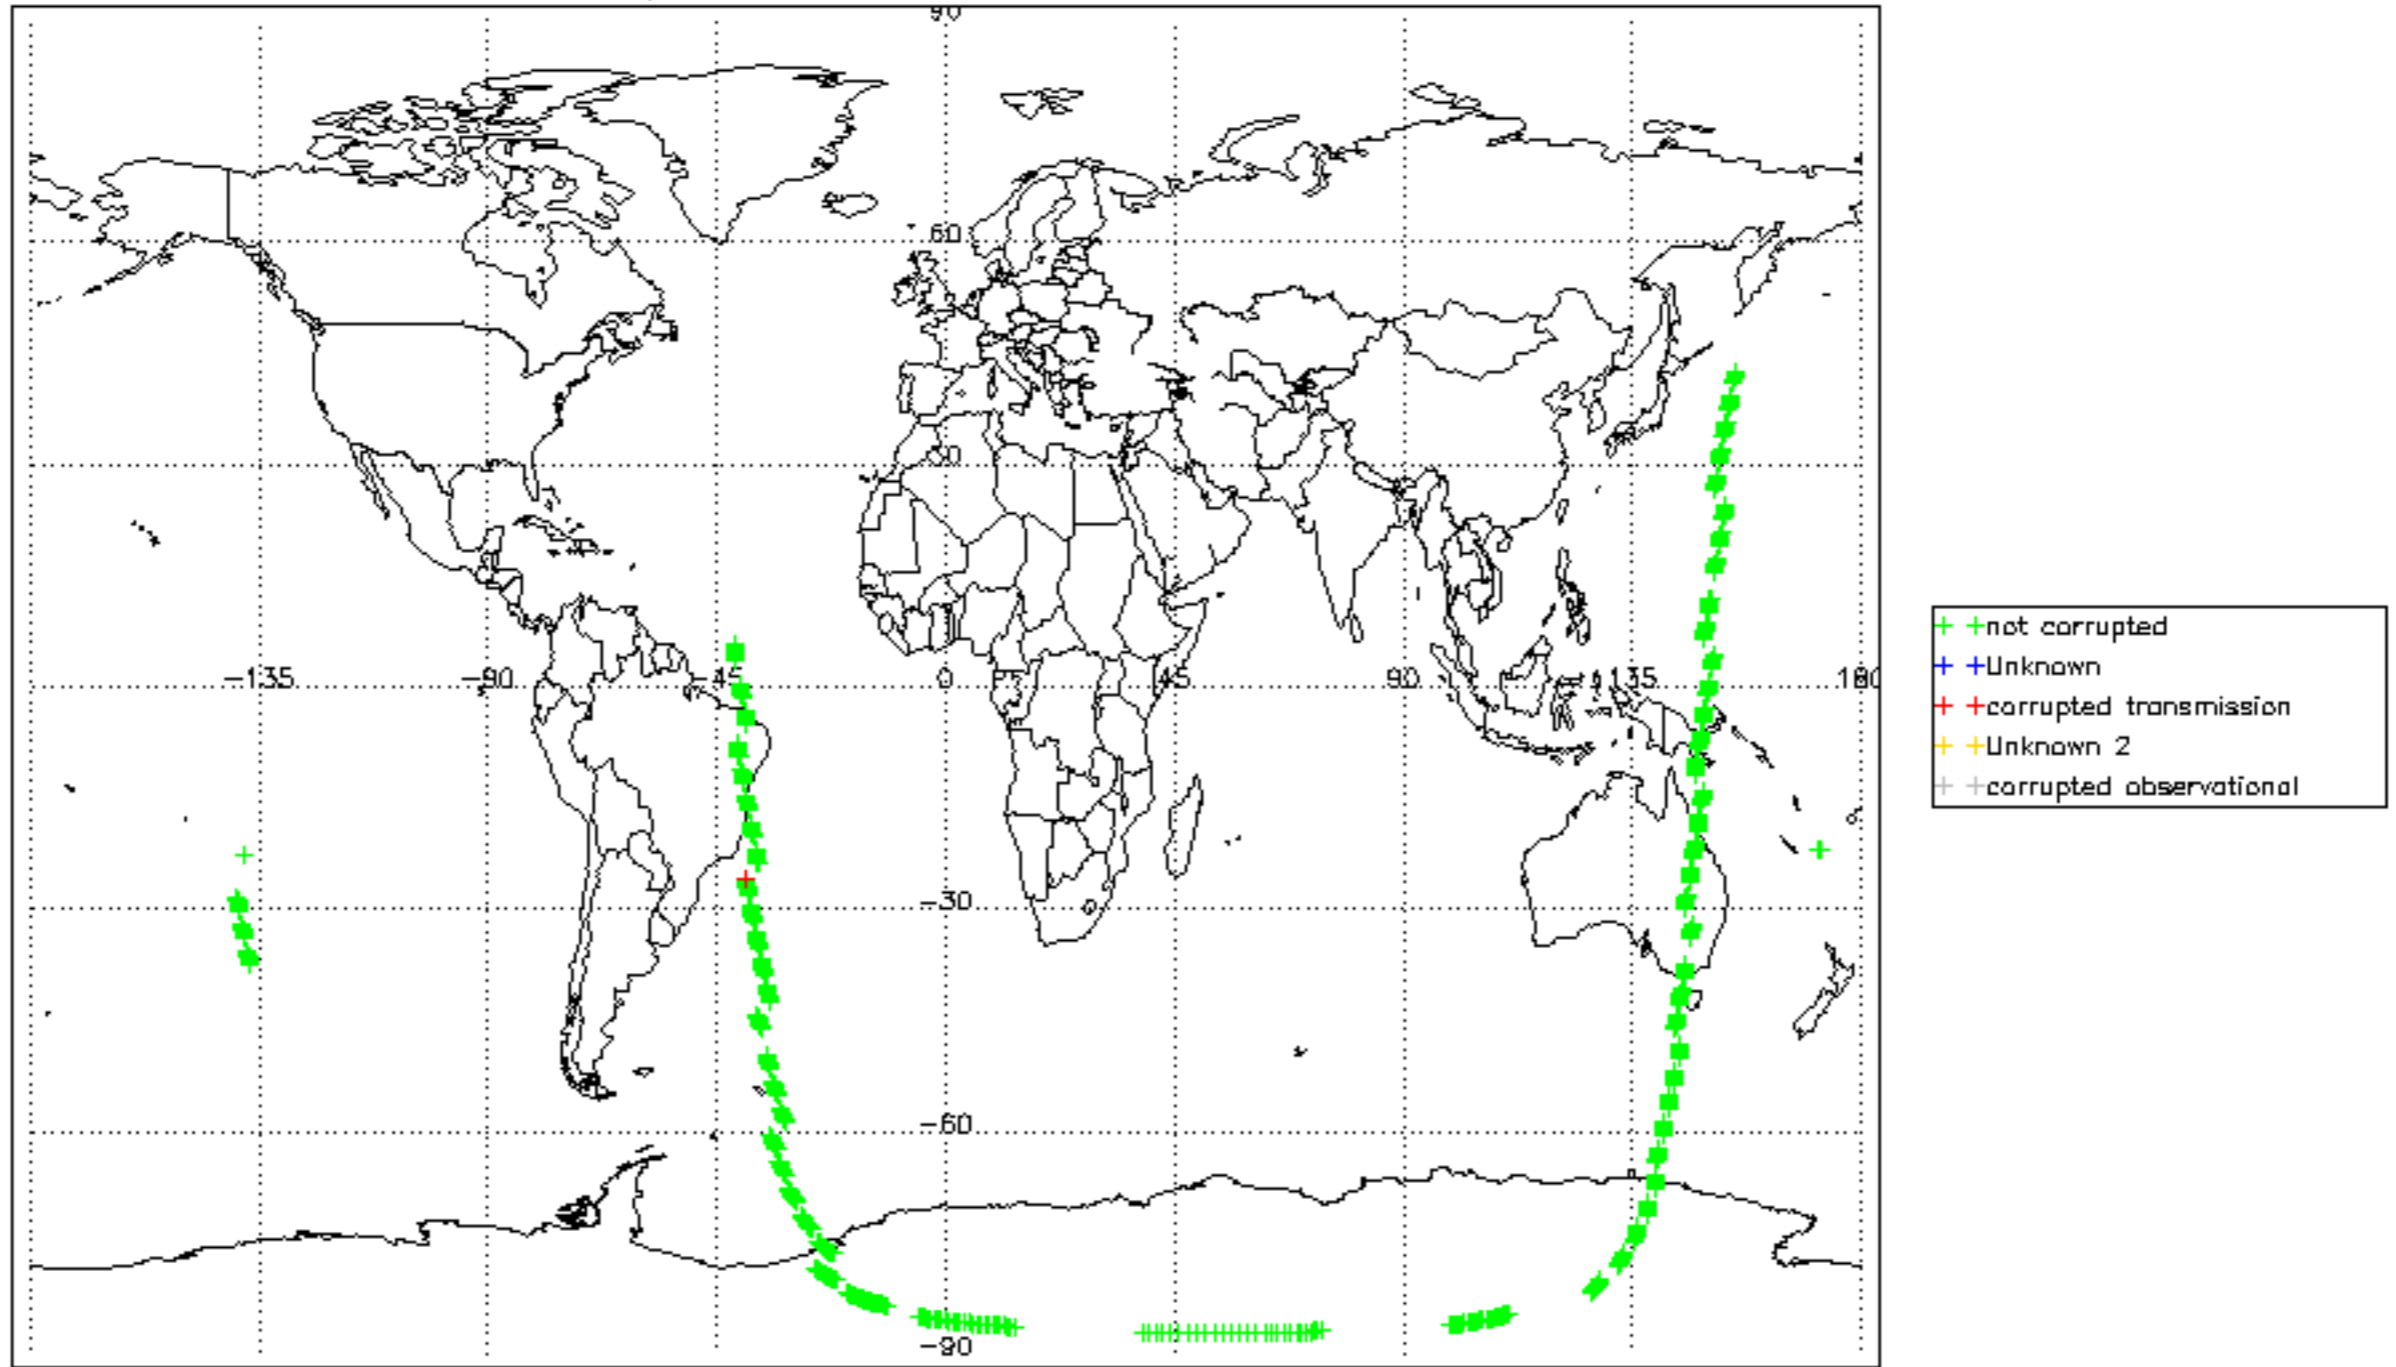 90
60
30
-135
-90
-45
0
45
90
135
180
-30
-60
-90
+ +not corrupted
+ +Unknown
+ +corrupted transmission
+ +Unknown 2
+ +corrupted observational